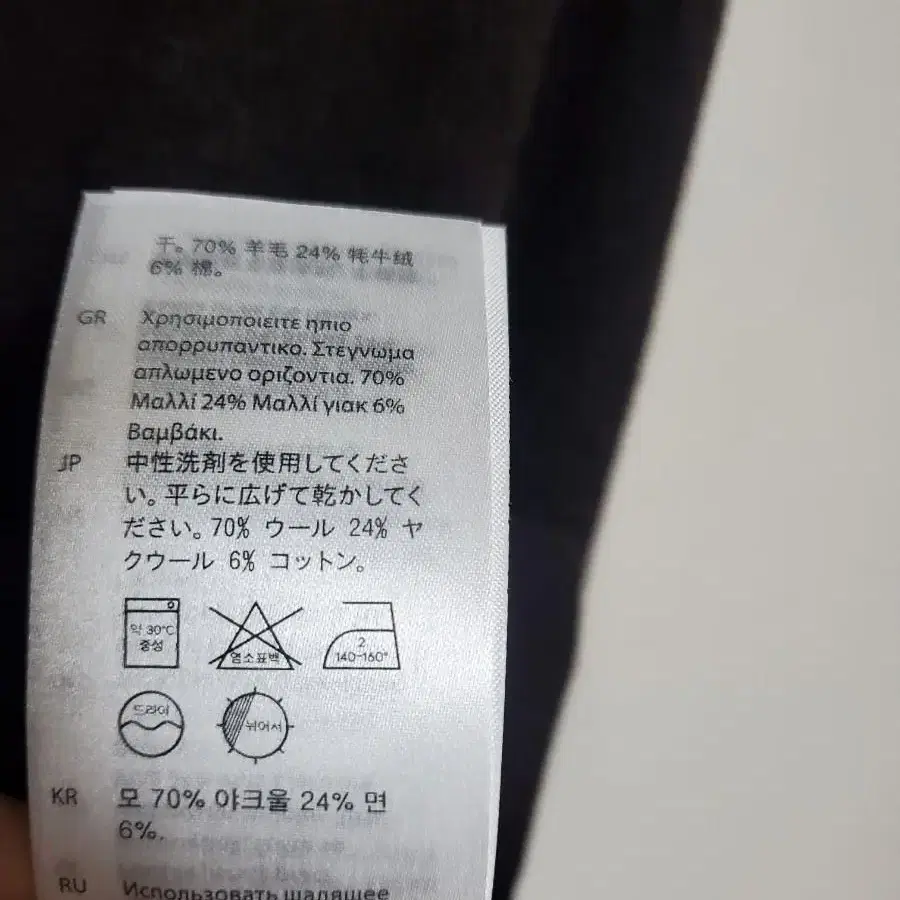 干。70% 羊毛 24% 牦牛绒
6% 棉。
GR Χρησιμοποιειτε ηπιο
απορρυπαντικο. Στεγνωμα
απλωμενο οριζοντια. 70%
Μαλλί 24% Μαλλί γιακ 6%
Βαμβάκι.
JP 中性洗剤を使用してくださ
い。平らに広げて乾かしてく
ださい。70% ウール 24% ヤ
クウール 6% コットン。
약 30℃
중성
염소표백
2
140~160°
드라이
뉘어서
KR 모 70% 야크울 24% 면
6%.
RU Использовать щадящее